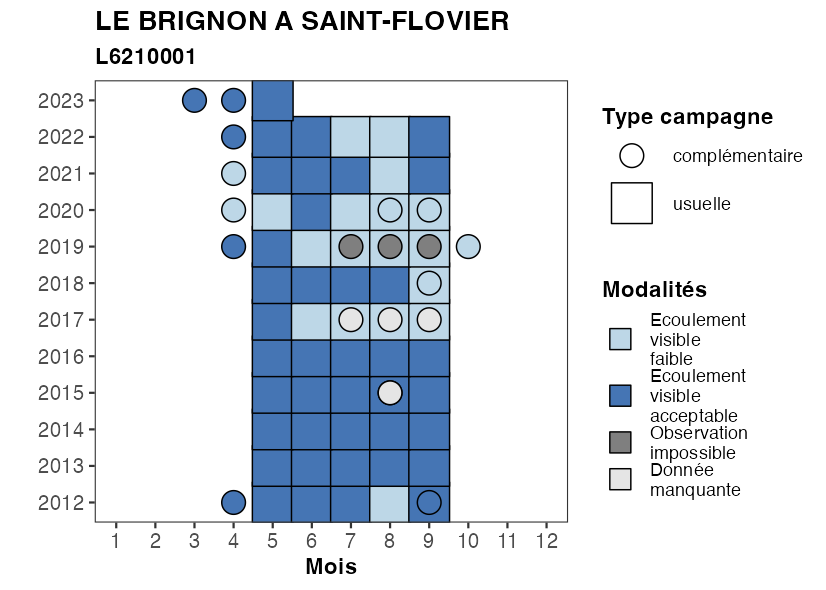 LE BRIGNON A SAINT-FLOVIER
L6210001
2023
2022
2021
2020
2019
2018
2017
2016
2015
2014
2013
2012
1 2 3 4 5 6 7 8 9 10 11 12
Mois
Type campagne
complémentaire
usuelle
Modalités
Ecoulement
visible
faible
Ecoulement
visible
acceptable
Observation
impossible
Donnée
manquante